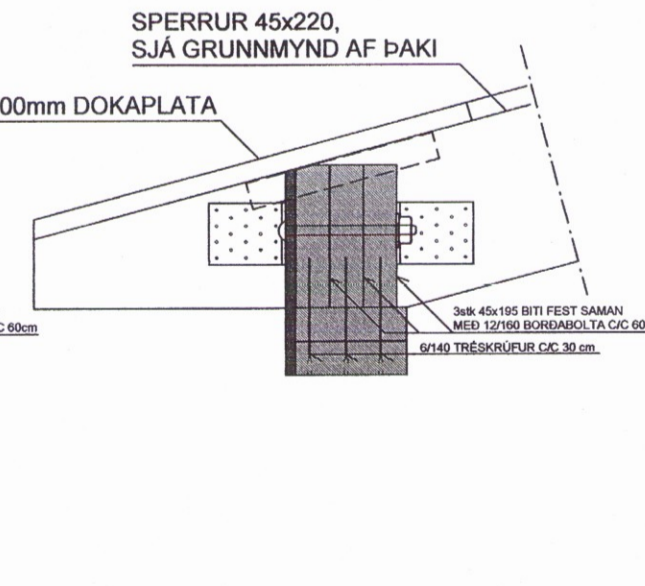 SPERRUR 45x220,
SJÁ GRUNNMYND AF ÞAKI
00mm DOKAPLATA
C 60cm
3stk 45x195 BITI FEST SAMAN
MEÐ 12/160 BORÐABOLTA C/C 60
6/140 TRÉSKRÚFUR C/C 30 cm